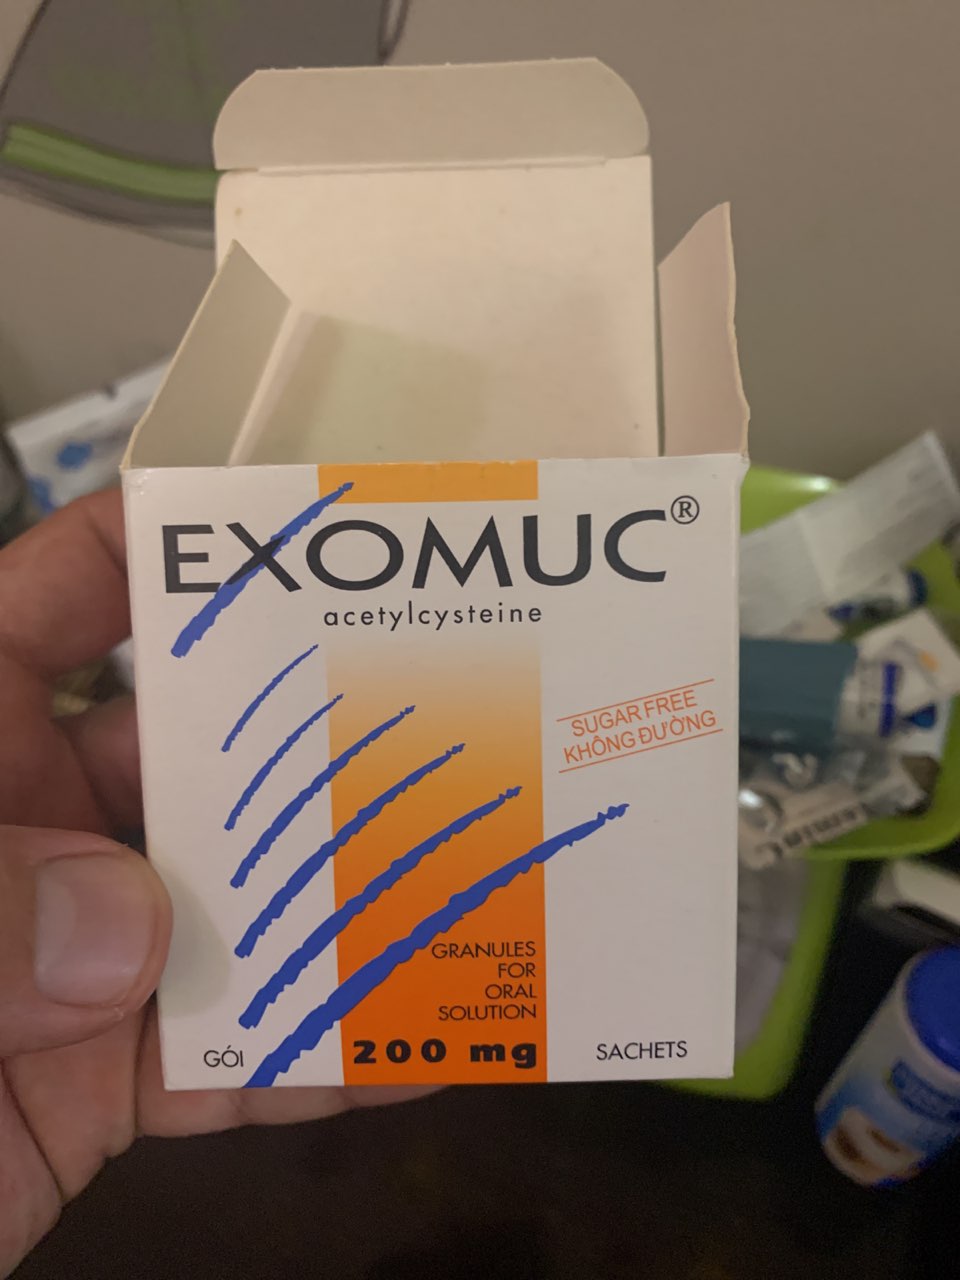 EXOMUC®
acetylcysteine
SUGAR FREE
KHÔNG ĐƯỜNG
GRANULES
FOR
ORAL
SOLUTION
GÓI
200 mg
SACHETS